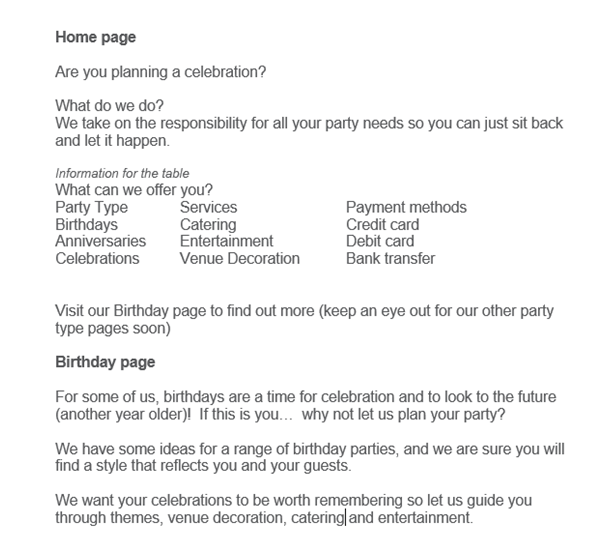 Home page
Are you planning a celebration?
What do we do?
We take on the responsibility for all your party needs so you can just sit back
and let it happen.
Information for the table
What can we offer you?
Party Type Services Payment methods
Birthdays Catering Credit card
Anniversaries Entertainment Debit card
Celebrations Venue Decoration Bank transfer
Visit our Birthday page to find out more (keep an eye out for our other party
type pages soon)
Birthday page
For some of us, birthdays are a time for celebration and to look to the future
(another year older)! If this is you… why not let us plan your party?
We have some ideas for a range of birthday parties, and we are sure you will
find a style that reflects you and your guests.
We want your celebrations to be worth remembering so let us guide you
through themes, venue decoration, catering and entertainment.